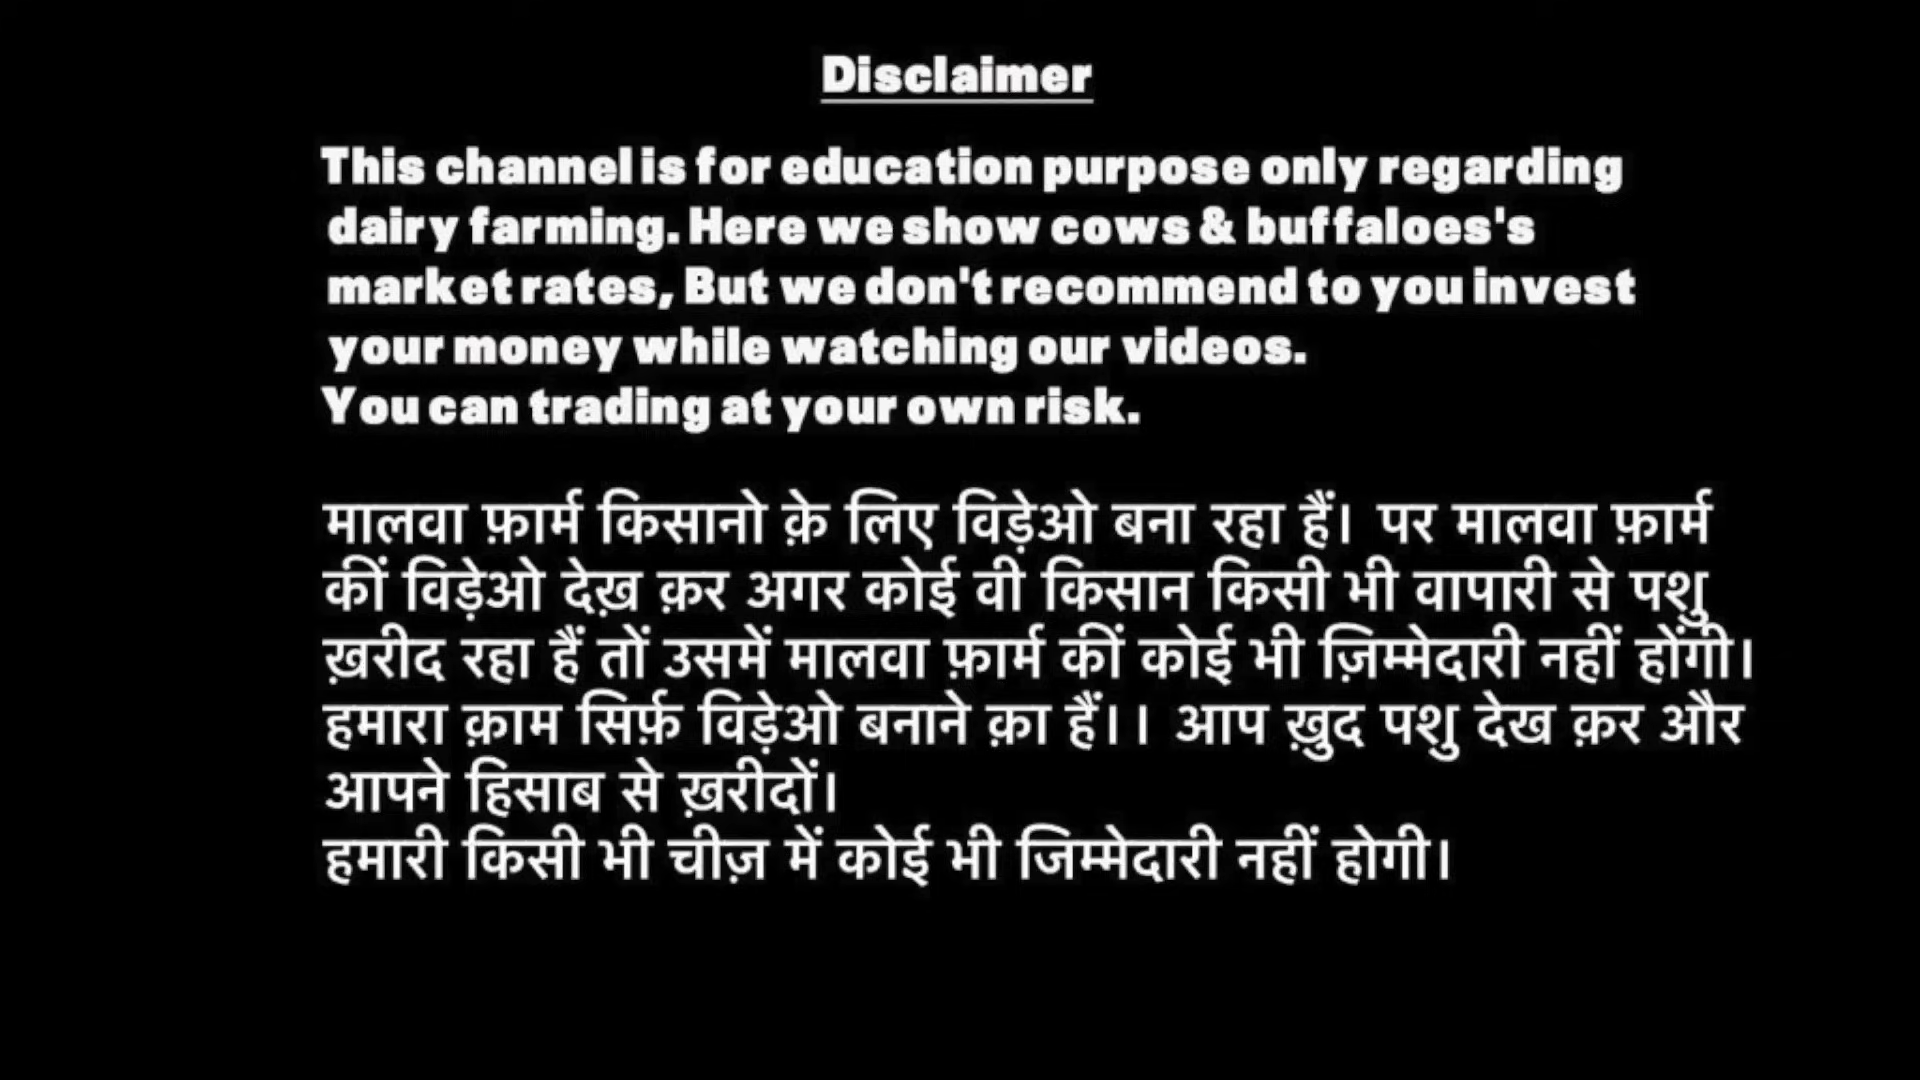 Disclaimer
This channel is for education purpose only regarding
dairy farming. Here we show cows & buffaloes's
market rates, But we don't recommend to you invest
your money while watching our videos.
You can trading at your own risk.
मालवा फ़ार्म किसानो क़े लिए विड़ेओ बना रहा हैं। पर मालवा फ़ार्म
कीं विड़ेओ देख़ क़र अगर कोई वी किसान किसी भी वापारी से पशु
ख़रीद रहा हैं तों उसमें मालवा फ़ार्म कीं कोई भी ज़िम्मेदारी नहीं होंगी।
हमारा क़ाम सिर्फ़ विड़ेओ बनाने क़ा हैं।। आप ख़ुद पशु देख क़र और
आपने हिसाब से ख़रीदों।
हमारी किसी भी चीज़ में कोई भी जिम्मेदारी नहीं होगी।